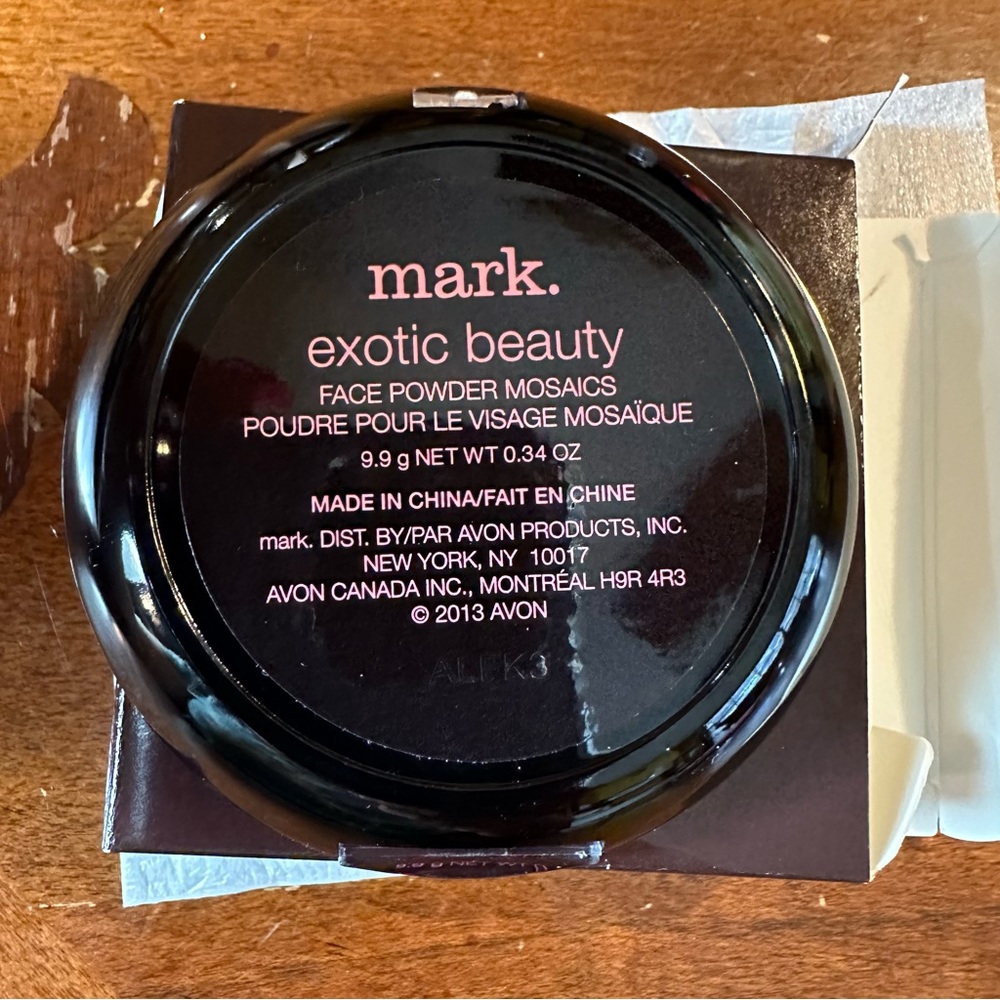 mark.
exotic beauty
FACE POWDER MOSAICS
POUDRE POUR LE VISAGE MOSAÏQUE
9.9 g NET WT 0.34 OZ
MADE IN CHINA/FAIT EN CHINE
mark. DIST. BY/PAR AVON PRODUCTS, INC.
NEW YORK, NY 10017
AVON CANADA INC., MONTRÉAL H9R 4R3
© 2013 AVON